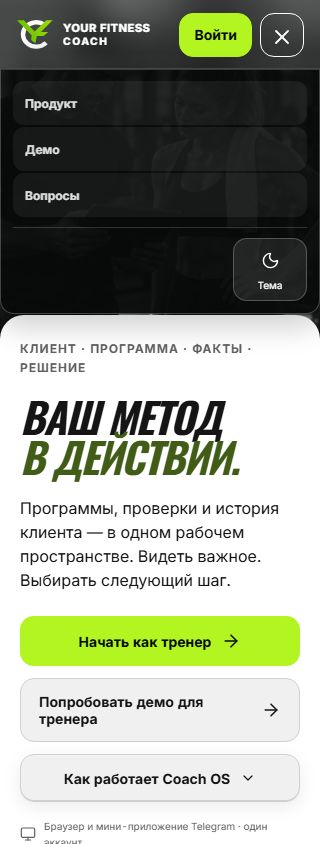 YOUR FITNESS
COACH
Войти
Продукт
Демо
Вопросы
Тема
КЛИЕНТ · ПРОГРАММА · ФАКТЫ ·
РЕШЕНИЕ
ВАШ МЕТОД
В ДЕЙСТВИИ.
Программы, проверки и история
клиента — в одном рабочем
пространстве. Видеть важное.
Выбирать следующий шаг.
Начать как тренер
Попробовать демо для
тренера
Как работает Coach OS
Браузер и мини-приложение Telegram · один
аккаунт